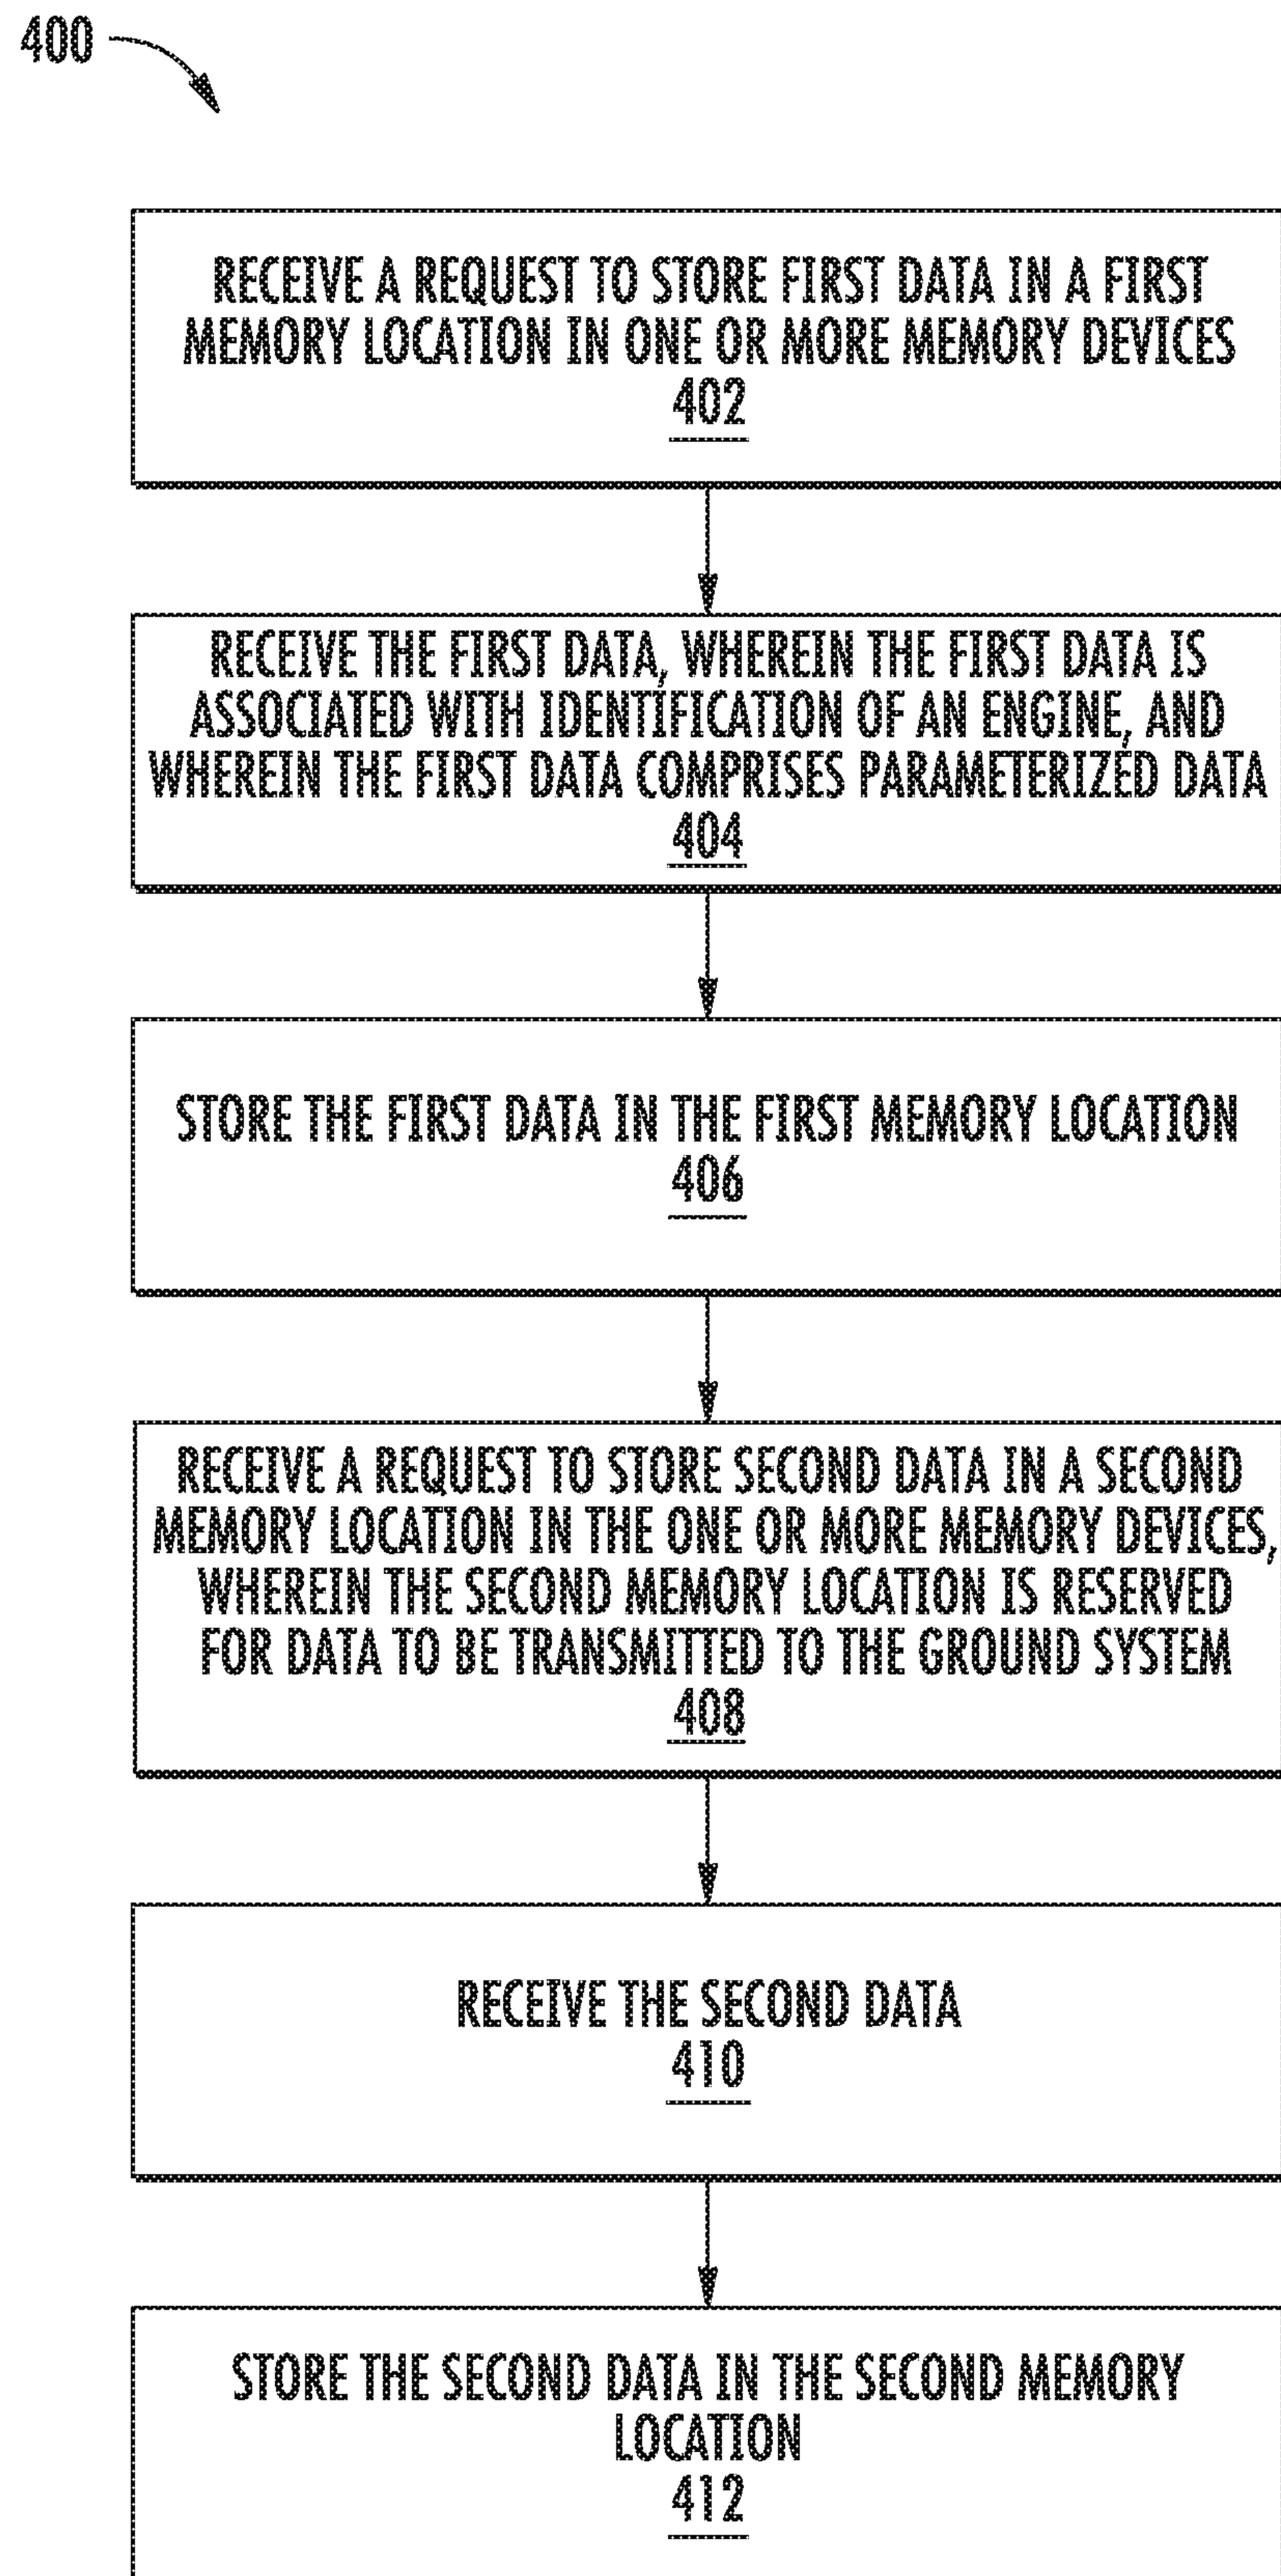 400
RECEIVE A REQUEST TO STORE FIRST DATA IN A FIRST
MEMORY LOCATION IN ONE OR MORE MEMORY DEVICES
402
RECEIVE THE FIRST DATA, WHEREIN THE FIRST DATA IS
ASSOCIATED WITH IDENTIFICATION OF AN ENGINE, AND
WHEREIN THE FIRST DATA COMPRISES PARAMETERIZED DATA
404
STORE THE FIRST DATA IN THE FIRST MEMORY LOCATION
406
RECEIVE A REQUEST TO STORE SECOND DATA IN A SECOND
MEMORY LOCATION IN THE ONE OR MORE MEMORY DEVICES,
WHEREIN THE SECOND MEMORY LOCATION IS RESERVED
FOR DATA TO BE TRANSMITTED TO THE GROUND SYSTEM
408
RECEIVE THE SECOND DATA
410
STORE THE SECOND DATA IN THE SECOND MEMORY
LOCATION
412